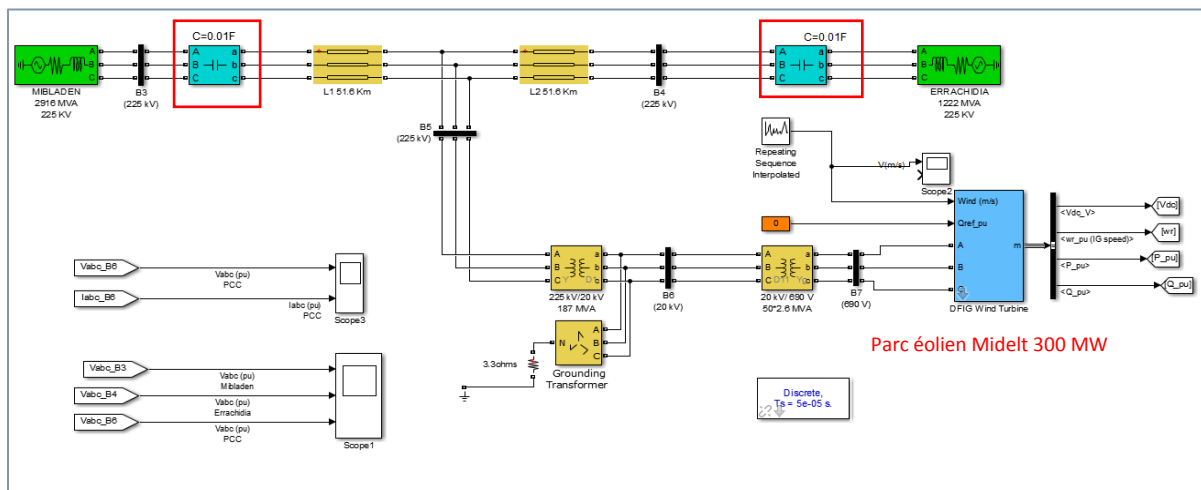 C=0.01F
C=0.01F
A
B
C
MIBLADEN
2916 MVA
225 KV
B3
(225 kV)
A
B
C
a
b
c
L1 51.6 Km
L2 51.6 Km
B4
(225 kV)
A
B
C
a
b
c
A
B
C
ERRACHIDIA
1222 MVA
225 KV
B5
(225 kV)
Repeating
Sequence
Interpolated
V(m/s)
Scope2
0
Wind (m/s)
Qref_pu
A
B
m
DFIG Wind Turbine
<Vdc_V>
[Vdc]
<wr_pu (IG speed)>
[wr]
<P_pu>
[P_pu]
<Q_pu>
[Q_pu]
A
B
C
a
b
c
225 kV/20 kV
187 MVA
B6
(20 kV)
A
B
C
a
b
c
20 kV/ 690 V
50*2.6 MVA
B7
(690 V)
Vabc_B6
Vabc (pu)
PCC
Iabc_B6
Iabc (pu)
PCC
Scope3
3.3ohms
N
A
B
C
Grounding
Transformer
Parc éolien Midelt 300 MW
Vabc_B3
Vabc (pu)
Mibladen
Vabc_B4
Vabc (pu)
Errachidia
Vabc_B6
Vabc (pu)
PCC
Scope1
Discrete,
Ts = 5e-05 s.